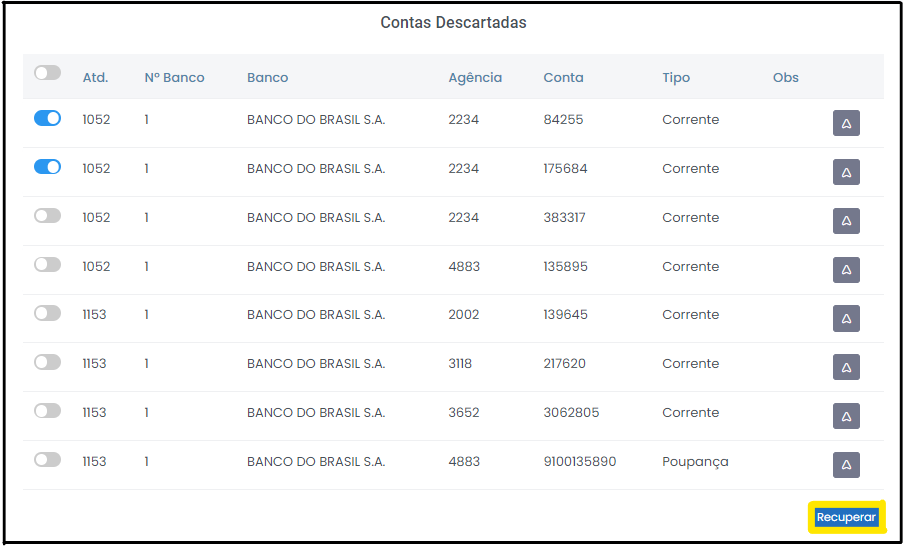 Contas Descartadas
Atd. Nº Banco Banco Agência Conta Tipo Obs
1052 1 BANCO DO BRASIL S.A. 2234 84255 Corrente
1052 1 BANCO DO BRASIL S.A. 2234 175684 Corrente
1052 1 BANCO DO BRASIL S.A. 2234 383317 Corrente
1052 1 BANCO DO BRASIL S.A. 4883 135895 Corrente
1153 1 BANCO DO BRASIL S.A. 2002 139645 Corrente
1153 1 BANCO DO BRASIL S.A. 3118 217620 Corrente
1153 1 BANCO DO BRASIL S.A. 3652 3062805 Corrente
1153 1 BANCO DO BRASIL S.A. 4883 9100135890 Poupança
Recuperar